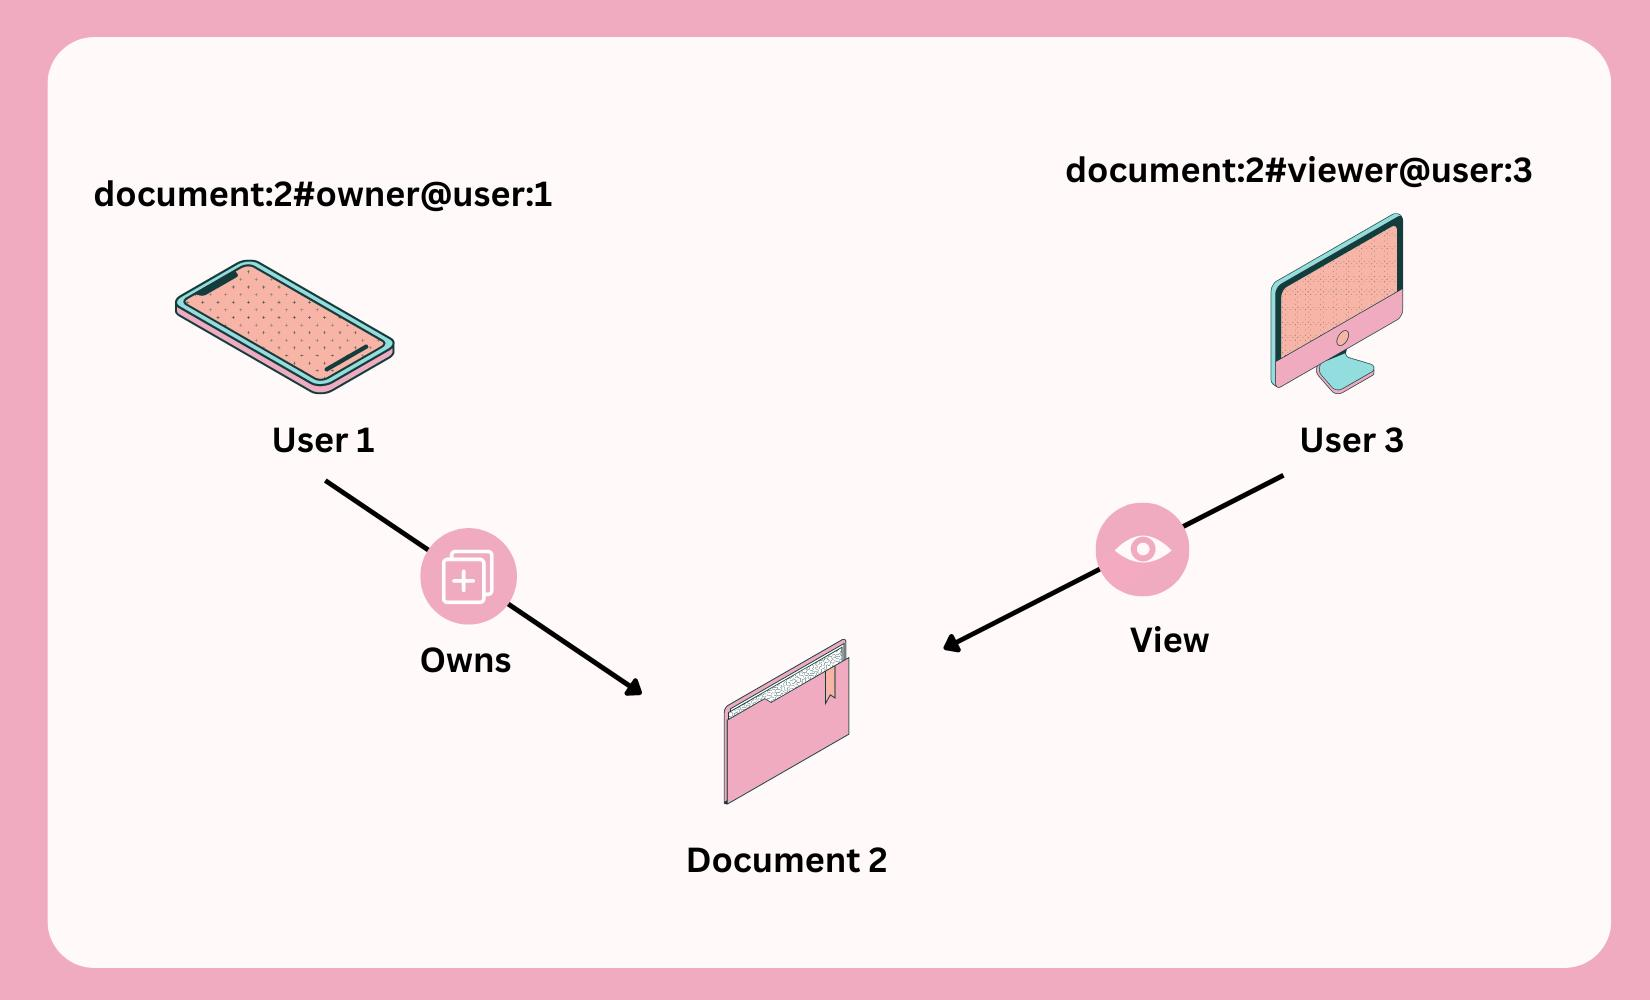 document:2#owner@user:1
document:2#viewer@user:3
User 1
User 3
Owns
View
Document 2